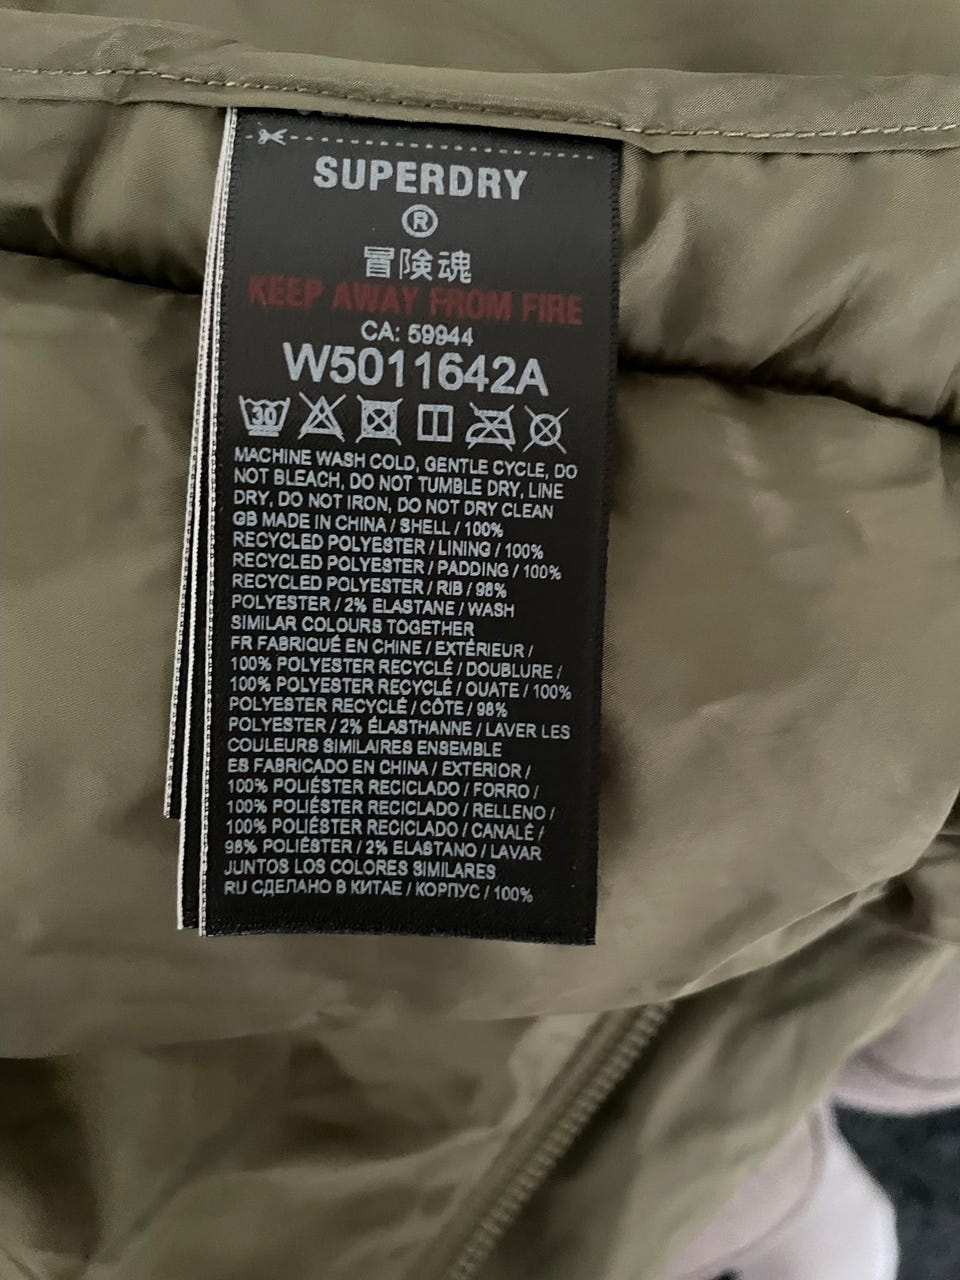 SUPERDRY
®
冒険魂
KEEP AWAY FROM FIRE
CA: 59944
W5011642A
30
MACHINE WASH COLD, GENTLE CYCLE, DO
NOT BLEACH, DO NOT TUMBLE DRY, LINE
DRY, DO NOT IRON, DO NOT DRY CLEAN
GB MADE IN CHINA / SHELL / 100%
RECYCLED POLYESTER / LINING / 100%
RECYCLED POLYESTER / PADDING / 100%
RECYCLED POLYESTER / RIB / 98%
POLYESTER / 2% ELASTANE / WASH
SIMILAR COLOURS TOGETHER
FR FABRIQUÉ EN CHINE / EXTÉRIEUR /
100% POLYESTER RECYCLÉ / DOUBLURE /
100% POLYESTER RECYCLÉ / OUATE / 100%
POLYESTER RECYCLÉ / CÔTE / 98%
POLYESTER / 2% ÉLASTHANNE / LAVER LES
COULEURS SIMILAIRES ENSEMBLE
ES FABRICADO EN CHINA / EXTERIOR /
100% POLIÉSTER RECICLADO / FORRO /
100% POLIÉSTER RECICLADO / RELLENO /
100% POLIÉSTER RECICLADO / CANALÉ /
98% POLIÉSTER / 2% ELASTANO / LAVAR
JUNTOS LOS COLORES SIMILARES
RU СДЕЛАНО В КИТАЕ / КОРПУС / 100%